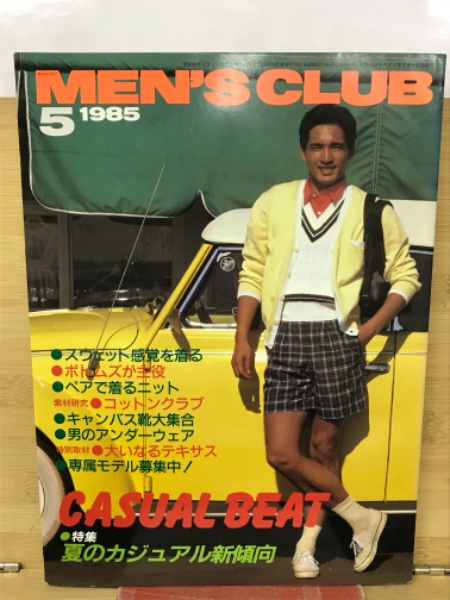 MEN'S CLUB
5 1985
●スウェット感覚を着る
●ボトムズが主役
●ペアで着るニット
素材研究●コットンクラブ
●キャンバス靴大集合
●男のアンダーウェア
特別取材●大いなるテキサス
●専属モデル募集中!
CASUAL BEAT
●特集
夏のカジュアル新傾向